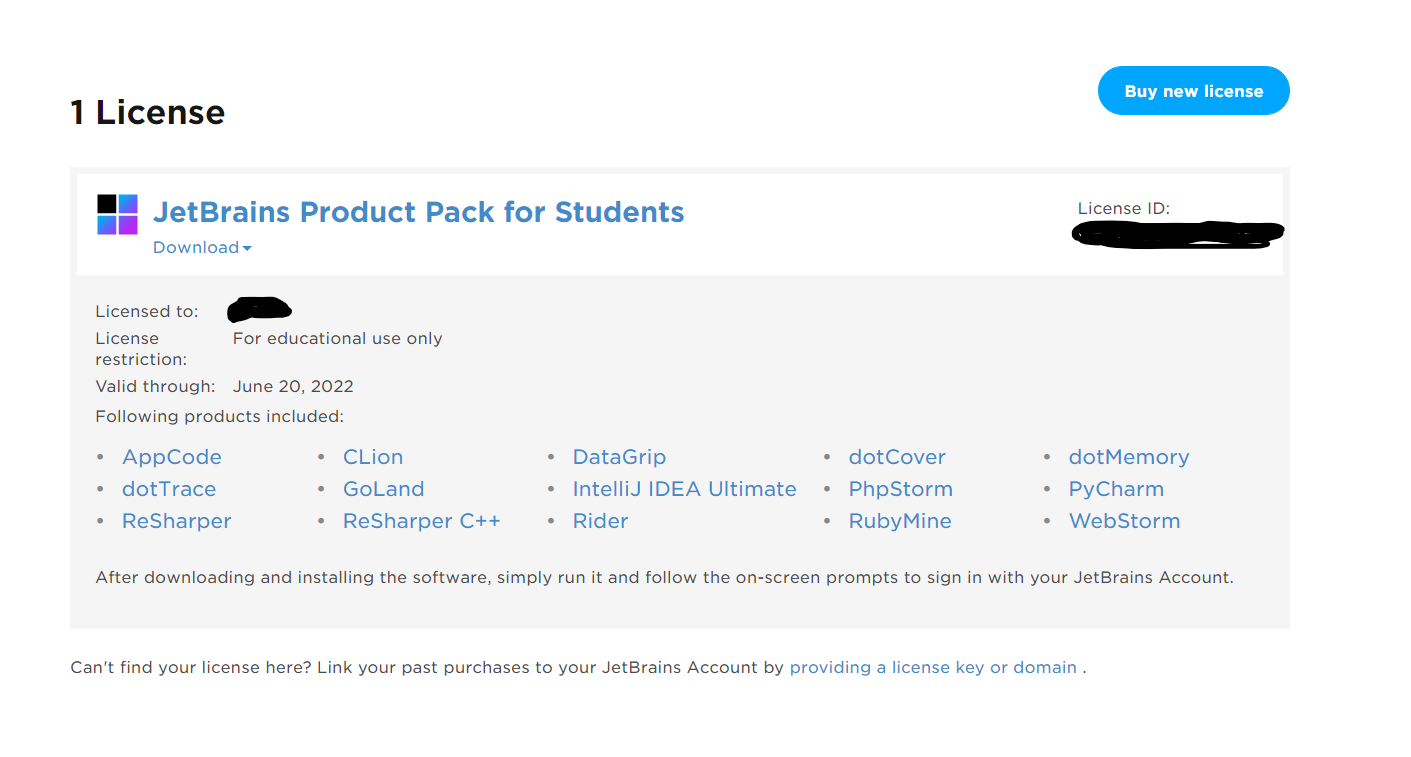 Buy new license
1 License
JetBrains Product Pack for Students
Download
License ID:
Licensed to:
License restriction: For educational use only
Valid through: June 20, 2022
Following products included:
• AppCode • CLion • DataGrip • dotCover • dotMemory
• dotTrace • GoLand • IntelliJ IDEA Ultimate • PhpStorm • PyCharm
• ReSharper • ReSharper C++ • Rider • RubyMine • WebStorm
After downloading and installing the software, simply run it and follow the on-screen prompts to sign in with your JetBrains Account.
Can't find your license here? Link your past purchases to your JetBrains Account by providing a license key or domain .